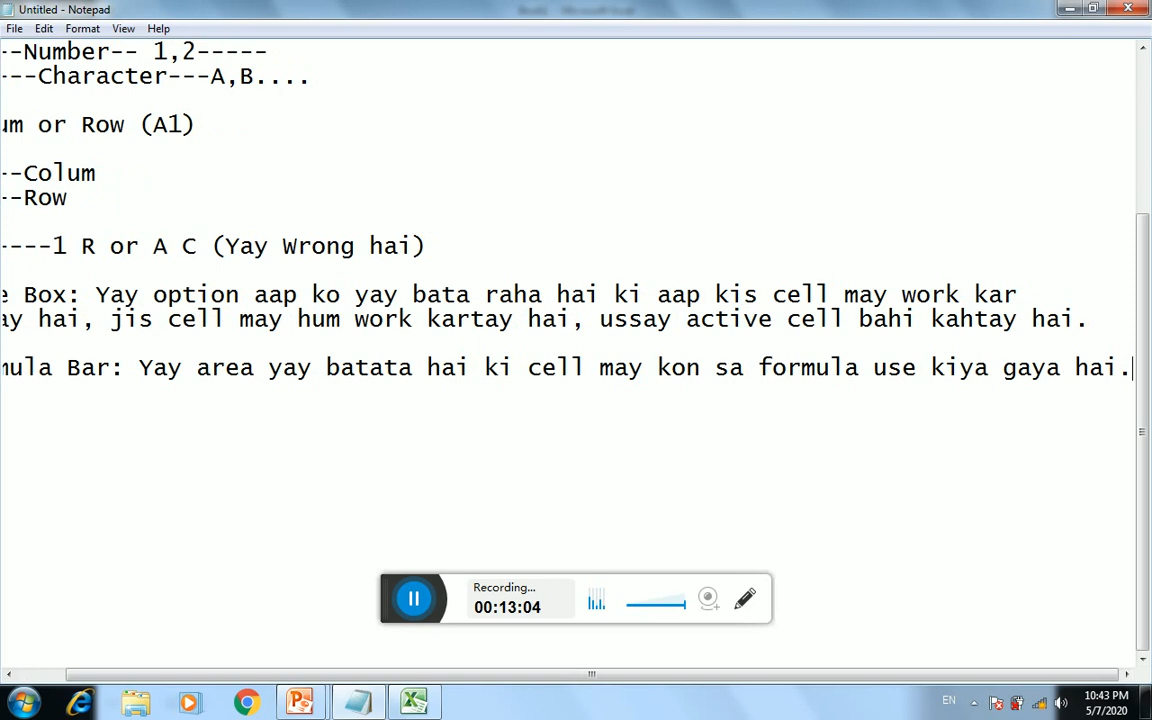 Untitled - Notepad
File Edit Format View Help
--Number-- 1,2-----
---Character---A,B....
um or Row (A1)
--Colum
--Row
----1 R or A C (Yay Wrong hai)
e Box: Yay option aap ko yay bata raha hai ki aap kis cell may work kar
ay hai, jis cell may hum work kartay hai, ussay active cell bahi kahtay hai.
mula Bar: Yay area yay batata hai ki cell may kon sa formula use kiya gaya hai.
Recording...
00:13:04
EN
10:43 PM
5/7/2020